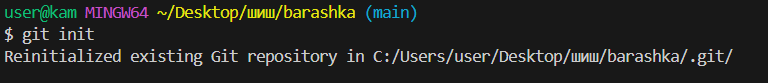 user@kam MINGW64 ~/Desktop/шиш/barashka (main)
$ git init
Reinitialized existing Git repository in C:/Users/user/Desktop/шиш/barashka/.git/